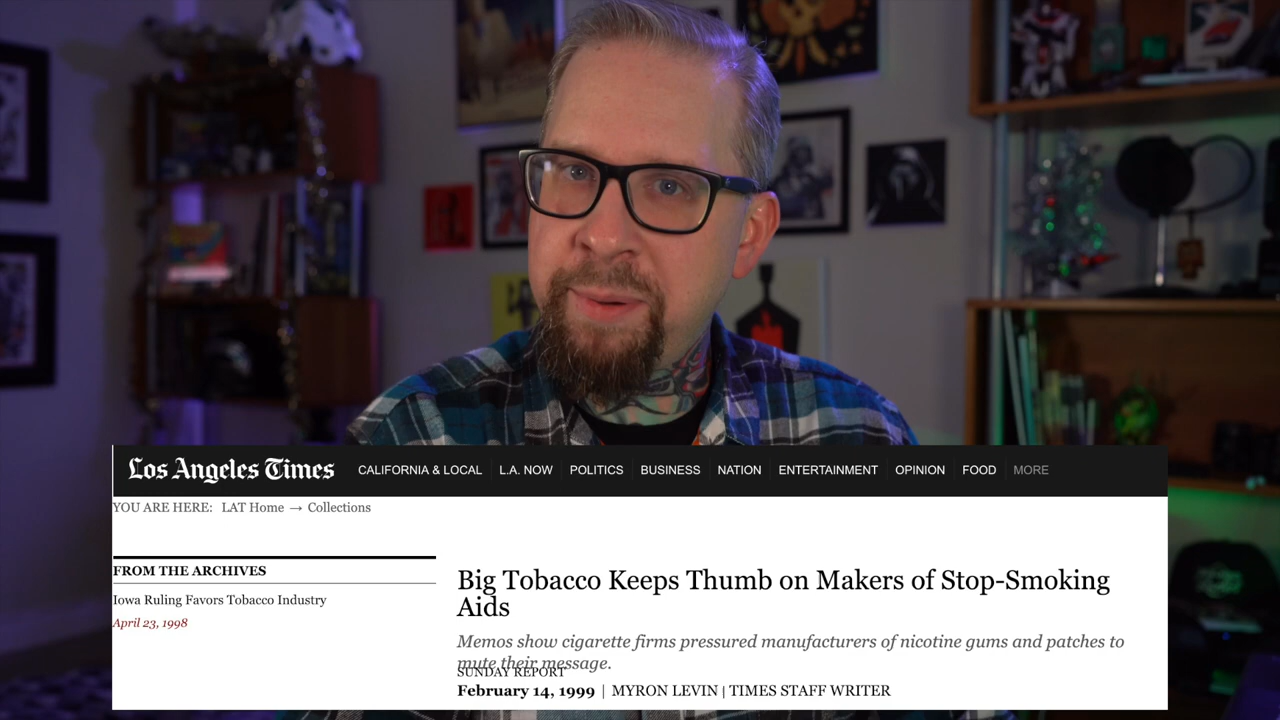 Los Angeles Times
CALIFORNIA & LOCAL L.A. NOW POLITICS BUSINESS NATION ENTERTAINMENT OPINION FOOD MORE
YOU ARE HERE: LAT Home → Collections
FROM THE ARCHIVES
Iowa Ruling Favors Tobacco Industry
April 23, 1998
Big Tobacco Keeps Thumb on Makers of Stop-Smoking
Aids
Memos show cigarette firms pressured manufacturers of nicotine gums and patches to
mute their message.
SUNDAY REPORT
February 14, 1999 | MYRON LEVIN | TIMES STAFF WRITER